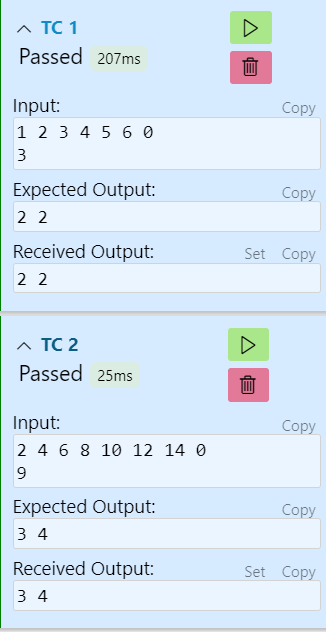 TC 1
Passed 207ms
Input: Copy
1 2 3 4 5 6 0
3
Expected Output: Copy
2 2
Received Output: Set Copy
2 2
TC 2
Passed 25ms
Input: Copy
2 4 6 8 10 12 14 0
9
Expected Output: Copy
3 4
Received Output: Set Copy
3 4